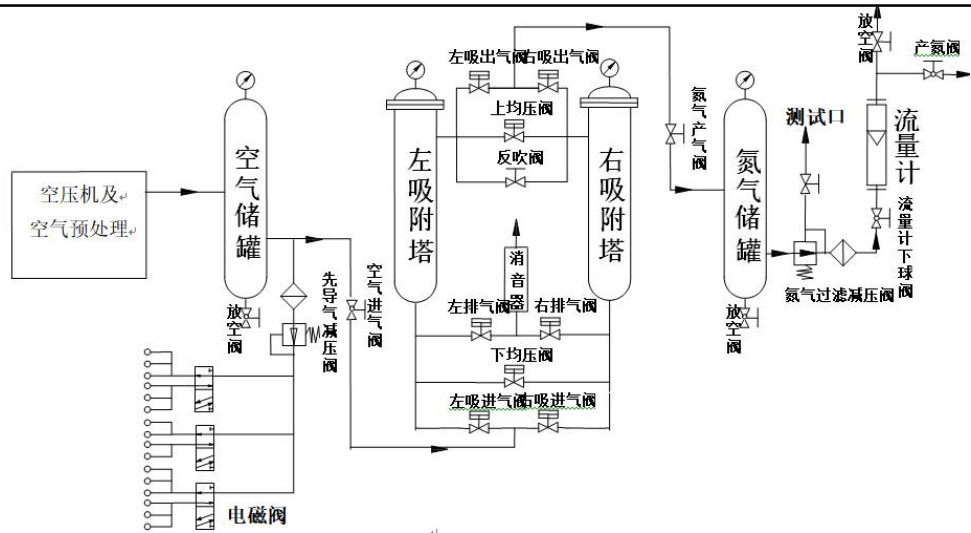 放空阀
产氮阀
左吸出气阀
右吸出气阀
上均压阀
反吹阀
氮气产气阀
测试口
流量计
空压机及
空气预处理
空气储罐
左吸附塔
右吸附塔
氮气储罐
消音器
流量计下球阀
先导气减压阀
空气进气阀
氮气过滤减压阀
放空阀
左排气阀
右排气阀
放空阀
下均压阀
左吸进气阀
右吸进气阀
电磁阀